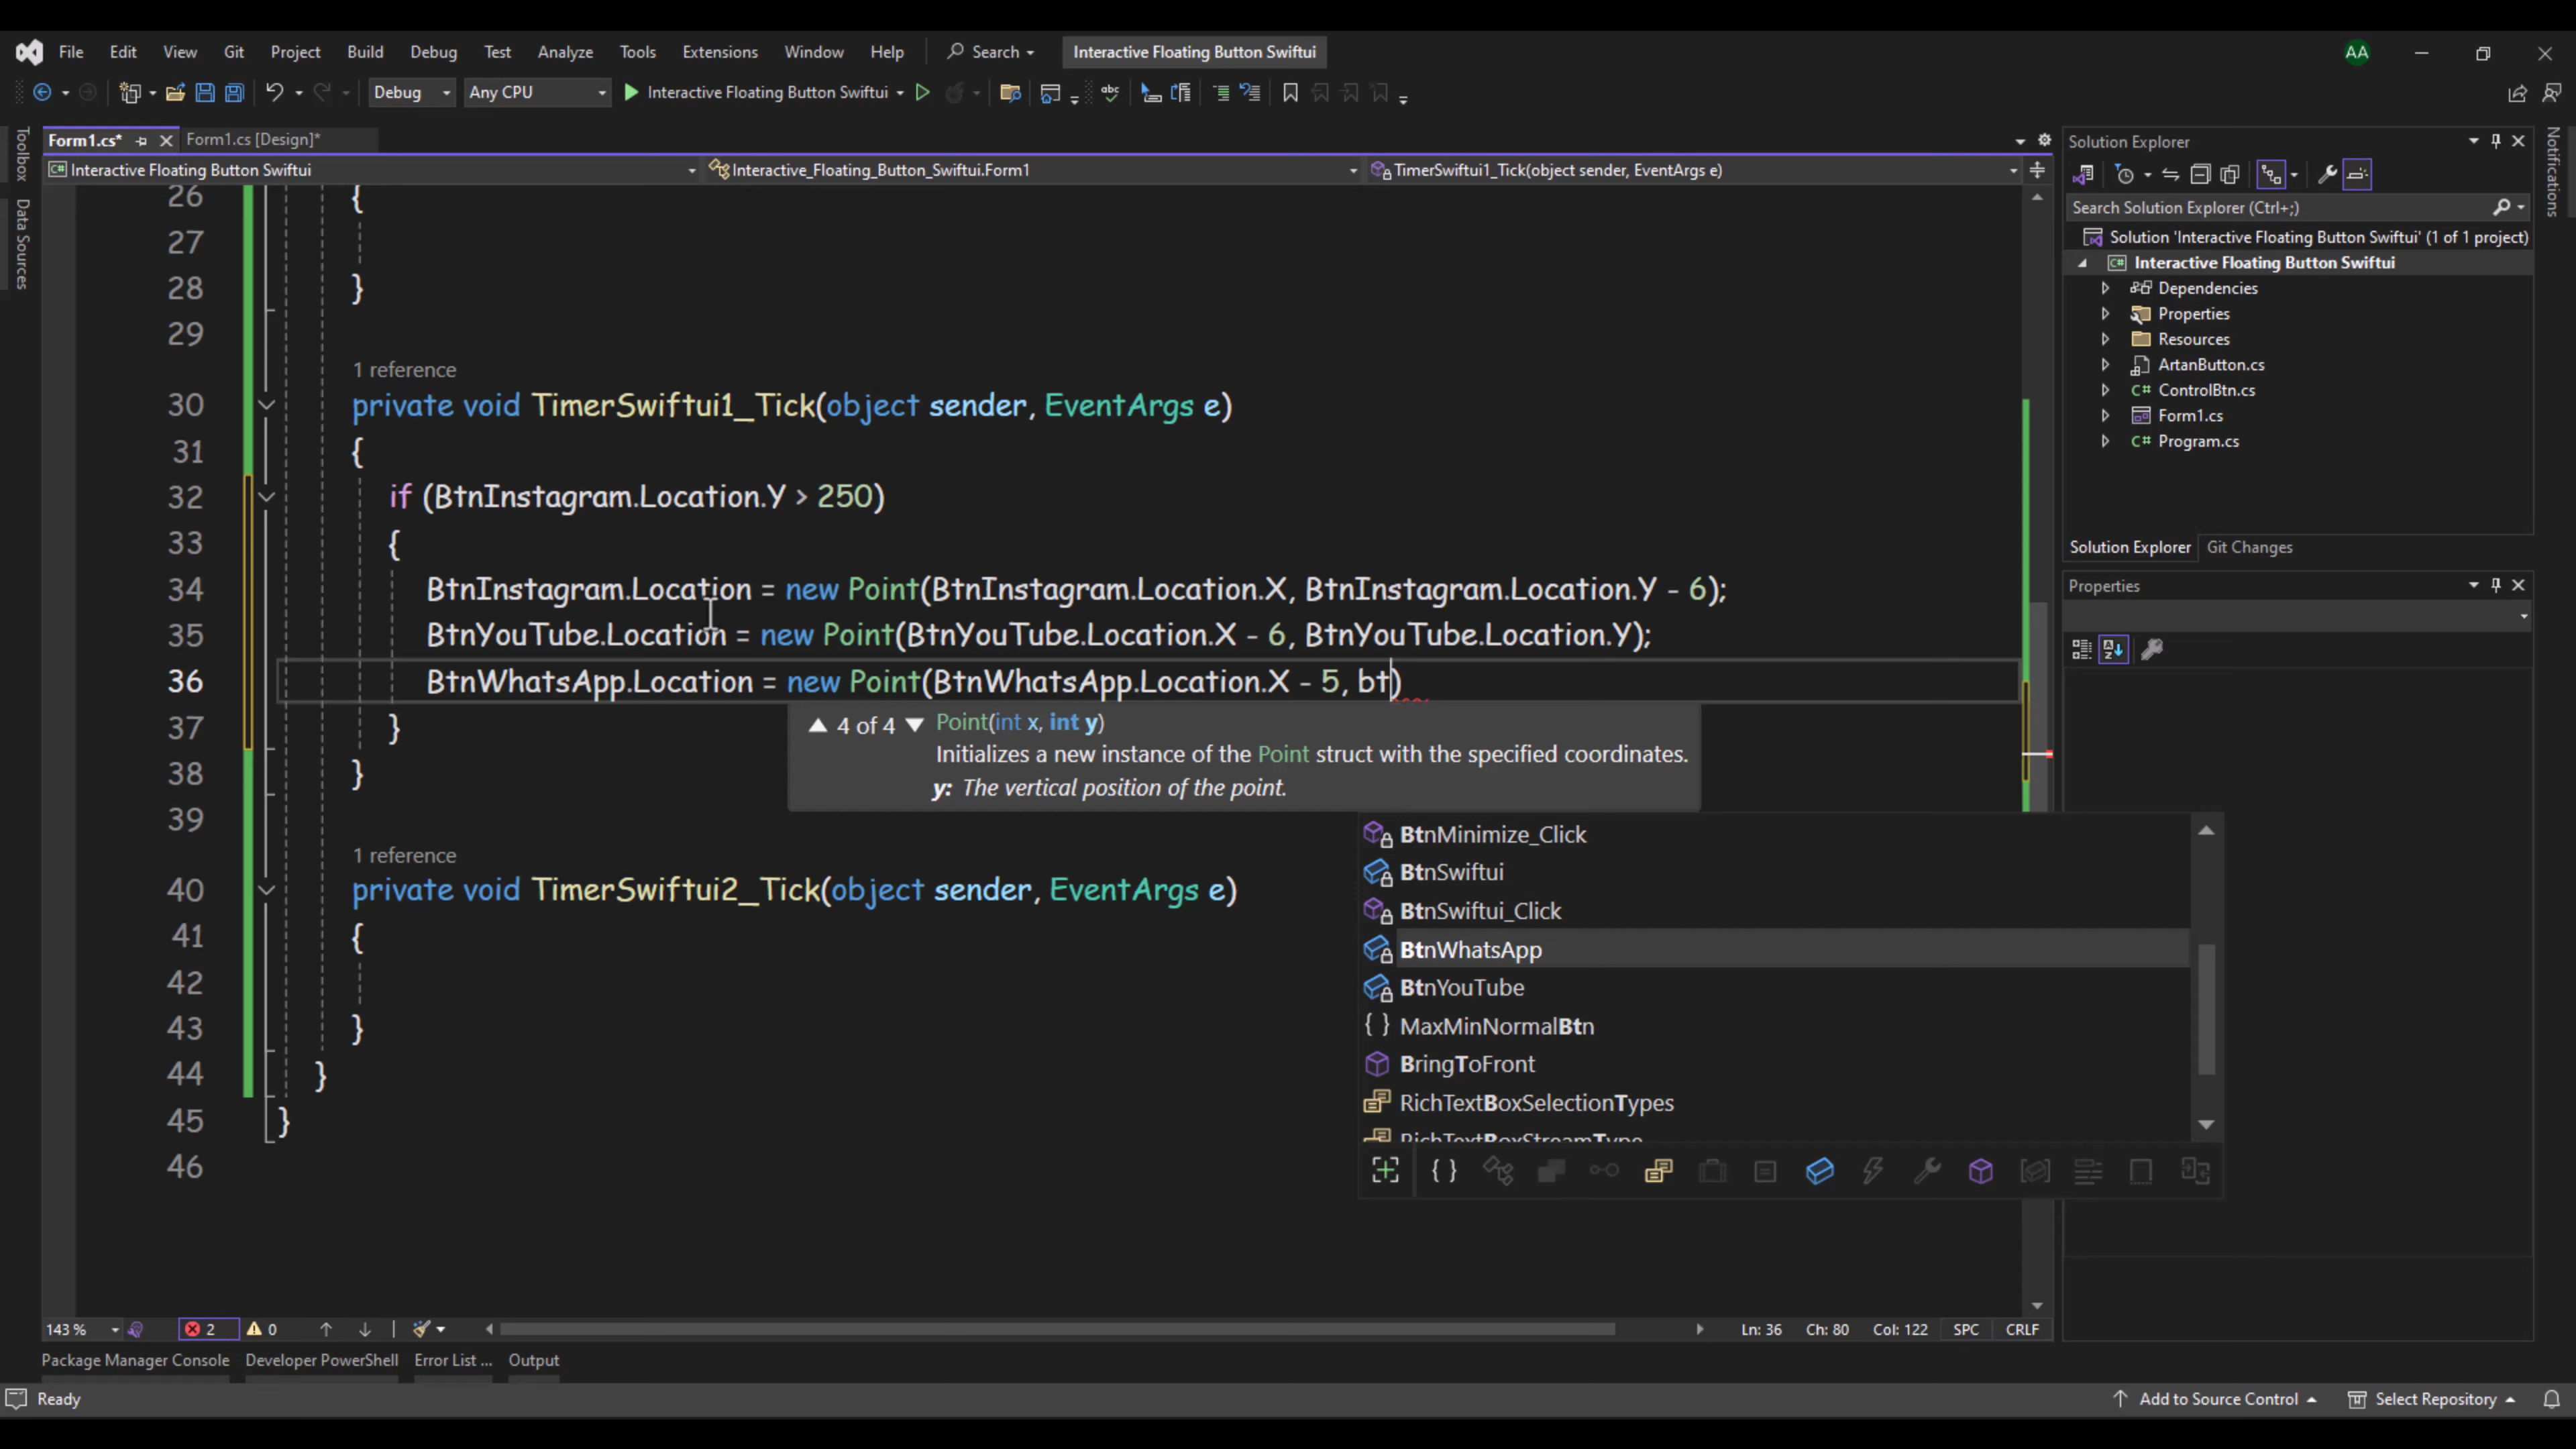 File Edit View Git Project Build Debug Test Analyze Tools Extensions Window Help Search Interactive Floating Button Swiftui AA
Debug Any CPU Interactive Floating Button Swiftui
Toolbox
Data Sources
Form1.cs* Form1.cs [Design]*
Interactive Floating Button Swiftui Interactive_Floating_Button_Swiftui.Form1 TimerSwiftui1_Tick(object sender, EventArgs e)
26 {
27
28 }
29
1 reference
30 private void TimerSwiftui1_Tick(object sender, EventArgs e)
31 {
32 if (BtnInstagram.Location.Y > 250)
33 {
34 BtnInstagram.Location = new Point(BtnInstagram.Location.X, BtnInstagram.Location.Y - 6);
35 BtnYouTube.Location = new Point(BtnYouTube.Location.X - 6, BtnYouTube.Location.Y);
36 BtnWhatsApp.Location = new Point(BtnWhatsApp.Location.X - 5, bt)
37 }
4 of 4 Point(int x, int y)
Initializes a new instance of the Point struct with the specified coordinates.
y: The vertical position of the point.
38 }
39
BtnMinimize_Click
BtnSwiftui
BtnSwiftui_Click
BtnWhatsApp
BtnYouTube
MaxMinNormalBtn
BringToFront
RichTextBoxSelectionTypes
RichTextBoxStreamType
1 reference
40 private void TimerSwiftui2_Tick(object sender, EventArgs e)
41 {
42
43 }
44 }
45 }
46
143 % 2 0 Ln: 36 Ch: 80 Col: 122 SPC CRLF
Package Manager Console Developer PowerShell Error List ... Output
Ready Add to Source Control Select Repository
Solution Explorer
Search Solution Explorer (Ctrl+;)
Solution 'Interactive Floating Button Swiftui' (1 of 1 project)
Interactive Floating Button Swiftui
Dependencies
Properties
Resources
ArtanButton.cs
ControlBtn.cs
Form1.cs
Program.cs
Solution Explorer Git Changes
Properties
Notifications